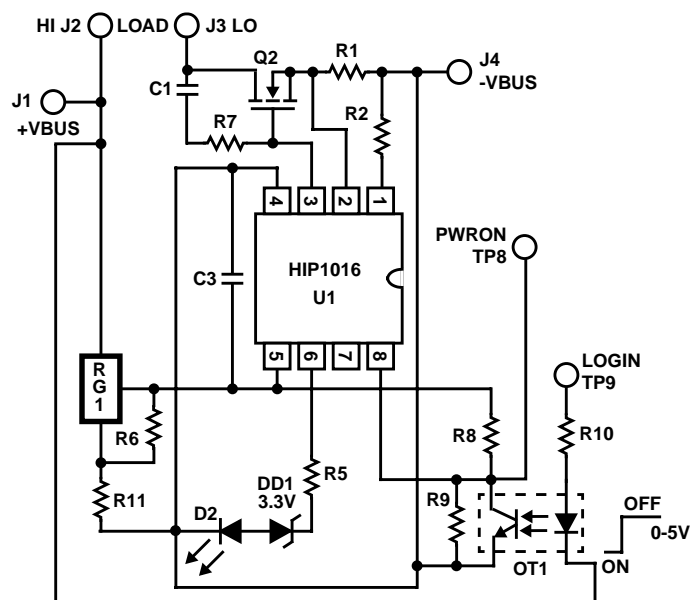 HI J2
LOAD
J3 LO
Q2
R1
J4
-VBUS
C1
J1
+VBUS
R2
R7
4
3
2
1
PWRON
TP8
HIP1016
U1
C3
5
6
7
8
LOGIN
TP9
R
G
1
R6
R8
R10
R5
DD1
3.3V
R11
D2
R9
OFF
0-5V
ON
OT1